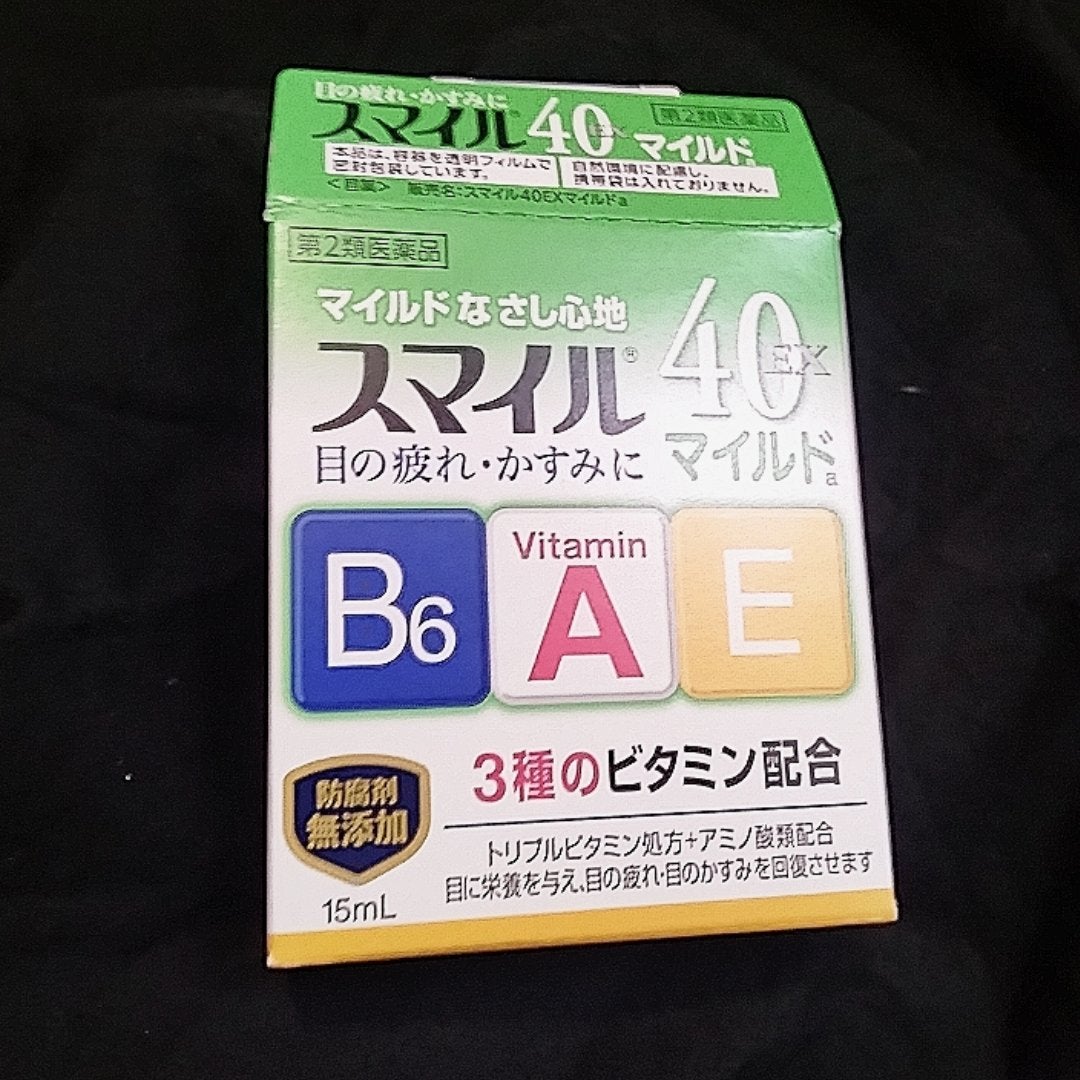 目の疲れ・かすみに
スマイル® 40 EX マイルドa
第2類医薬品
本品は、容器を透明フィルムで
密封包装しています。
自然環境に配慮し、
携帯袋は入れておりません。
<目薬> 販売名:スマイル40EXマイルドa
第2類医薬品
マイルドなさし心地
スマイル® 40 EX
目の疲れ・かすみに マイルドa
B6
Vitamin
A
E
3種のビタミン配合
防腐剤
無添加
トリプルビタミン処方+アミノ酸類配合
目に栄養を与え、目の疲れ・目のかすみを回復させます
15mL